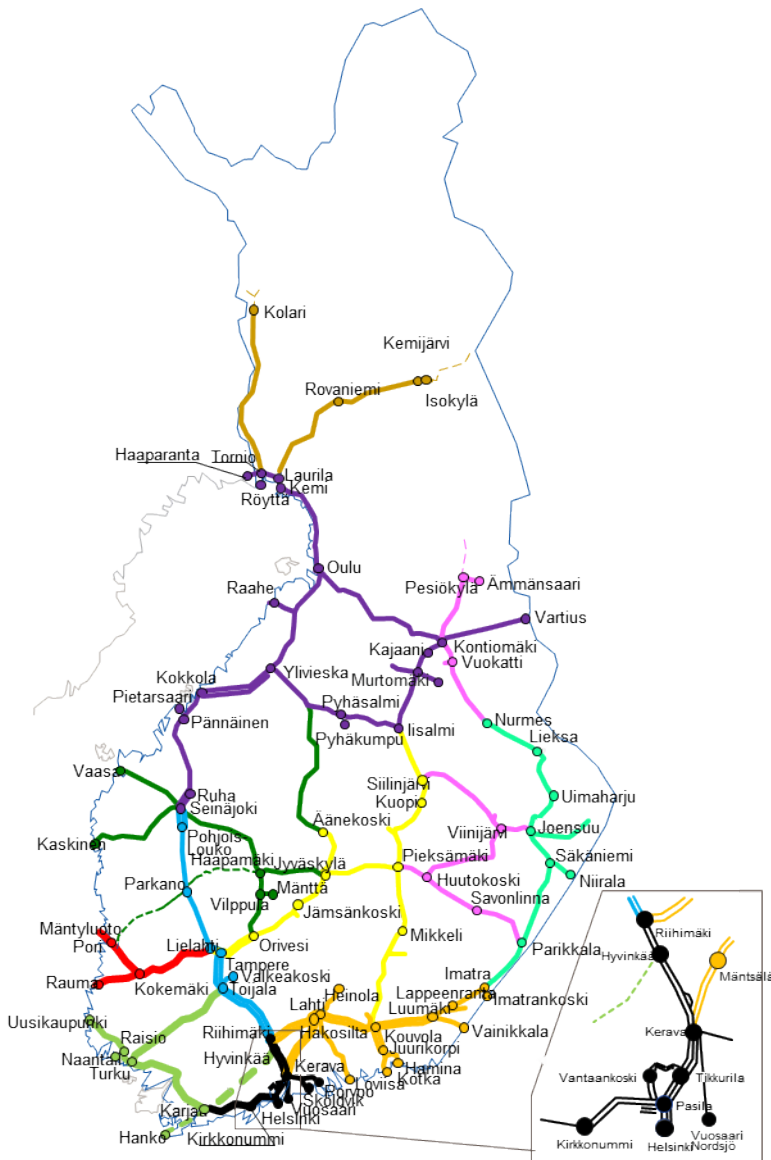 Kolari
Kemijärvi
Rovaniemi
Isokylä
Haaparanta
Tornio
Laurila
Kemi
Röyttä
Oulu
Raahe
Pesiökylä
Ämmänsaari
Vartius
Kajaani
Kontiomäki
Vuokatti
Murtomäki
Kokkola
Ylivieska
Pietarsaari
Pännäinen
Pyhäsalmi
Pyhäkumpu
Iisalmi
Nurmes
Lieksa
Vaasa
Ruha
Seinäjoki
Siilinjärvi
Kuopi
Uimaharju
Kaskinen
Pohjois-
Louko
Äänekoski
Viinijärvi
Joensuu
Haapamäki
Jyväskylä
Pieksämäki
Säkäniemi
Parkano
Vilppula
Mänttä
Huutokoski
Niirala
Jämsänkoski
Savonlinna
Mäntyluoto
Pori
Lielahti
Orivesi
Mikkeli
Parikkala
Tampere
Valkeakoski
Rauma
Kokemäki
Toijala
Heinola
Imatra
Imatrankoski
Lappeenranta
Uusikaupunki
Lahti
Luumäki
Vainikkala
Raisio
Riihimäki
Hakosilta
Kouvola
Naantali
Turku
Hyvinkää
Juurikorpi
Kerava
Hamina
Loviisa
Kotka
Porvoo
Sköldvik
Karjaa
Vuosaari
Helsinki
Hanko
Kirkkonummi
Riihimäki
Hyvinkää
Mäntsälä
Kerava
Vantaankoski
Tikkurila
Pasila
Kirkkonummi
Helsinki
Vuosaari
Nordsjö